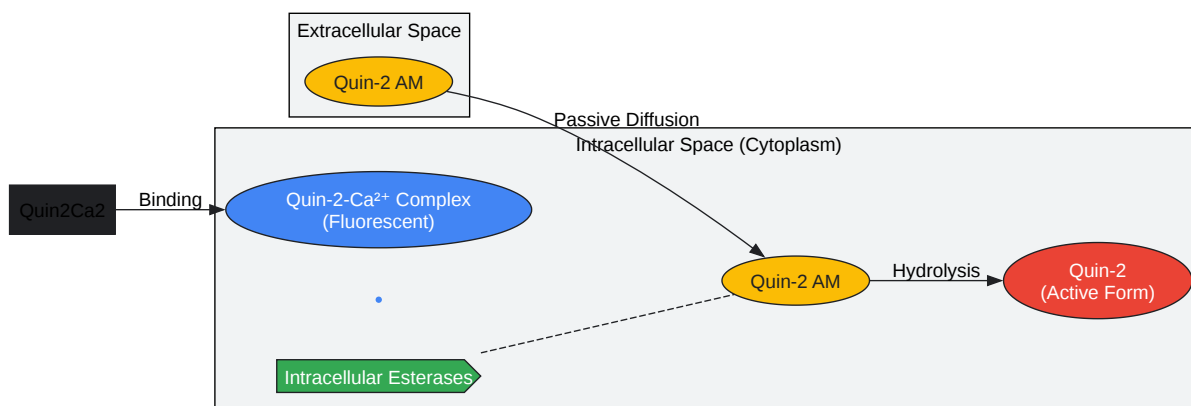 Extracellular Space
Quin-2 AM
Passive Diffusion
Intracellular Space (Cytoplasm)
Quin2Ca2
Binding
Quin-2-Ca²⁺ Complex
(Fluorescent)
Quin-2 AM
Hydrolysis
Quin-2
(Active Form)
Intracellular Esterases